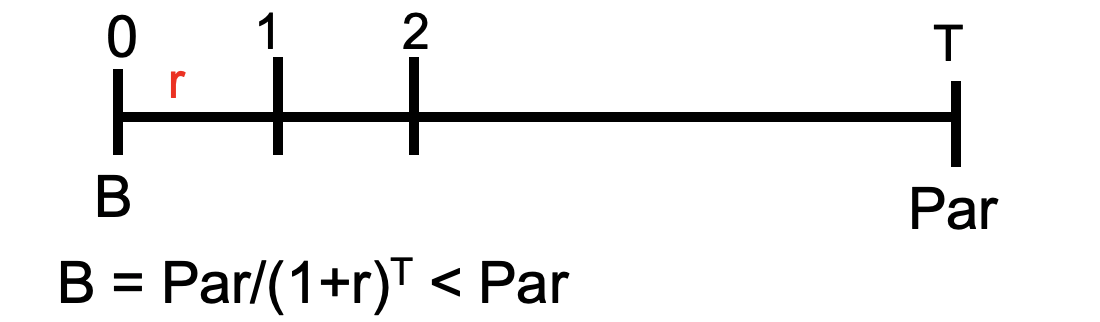 0 1 2 T
r
B Par
B = Par/(1+r)ᵀ < Par